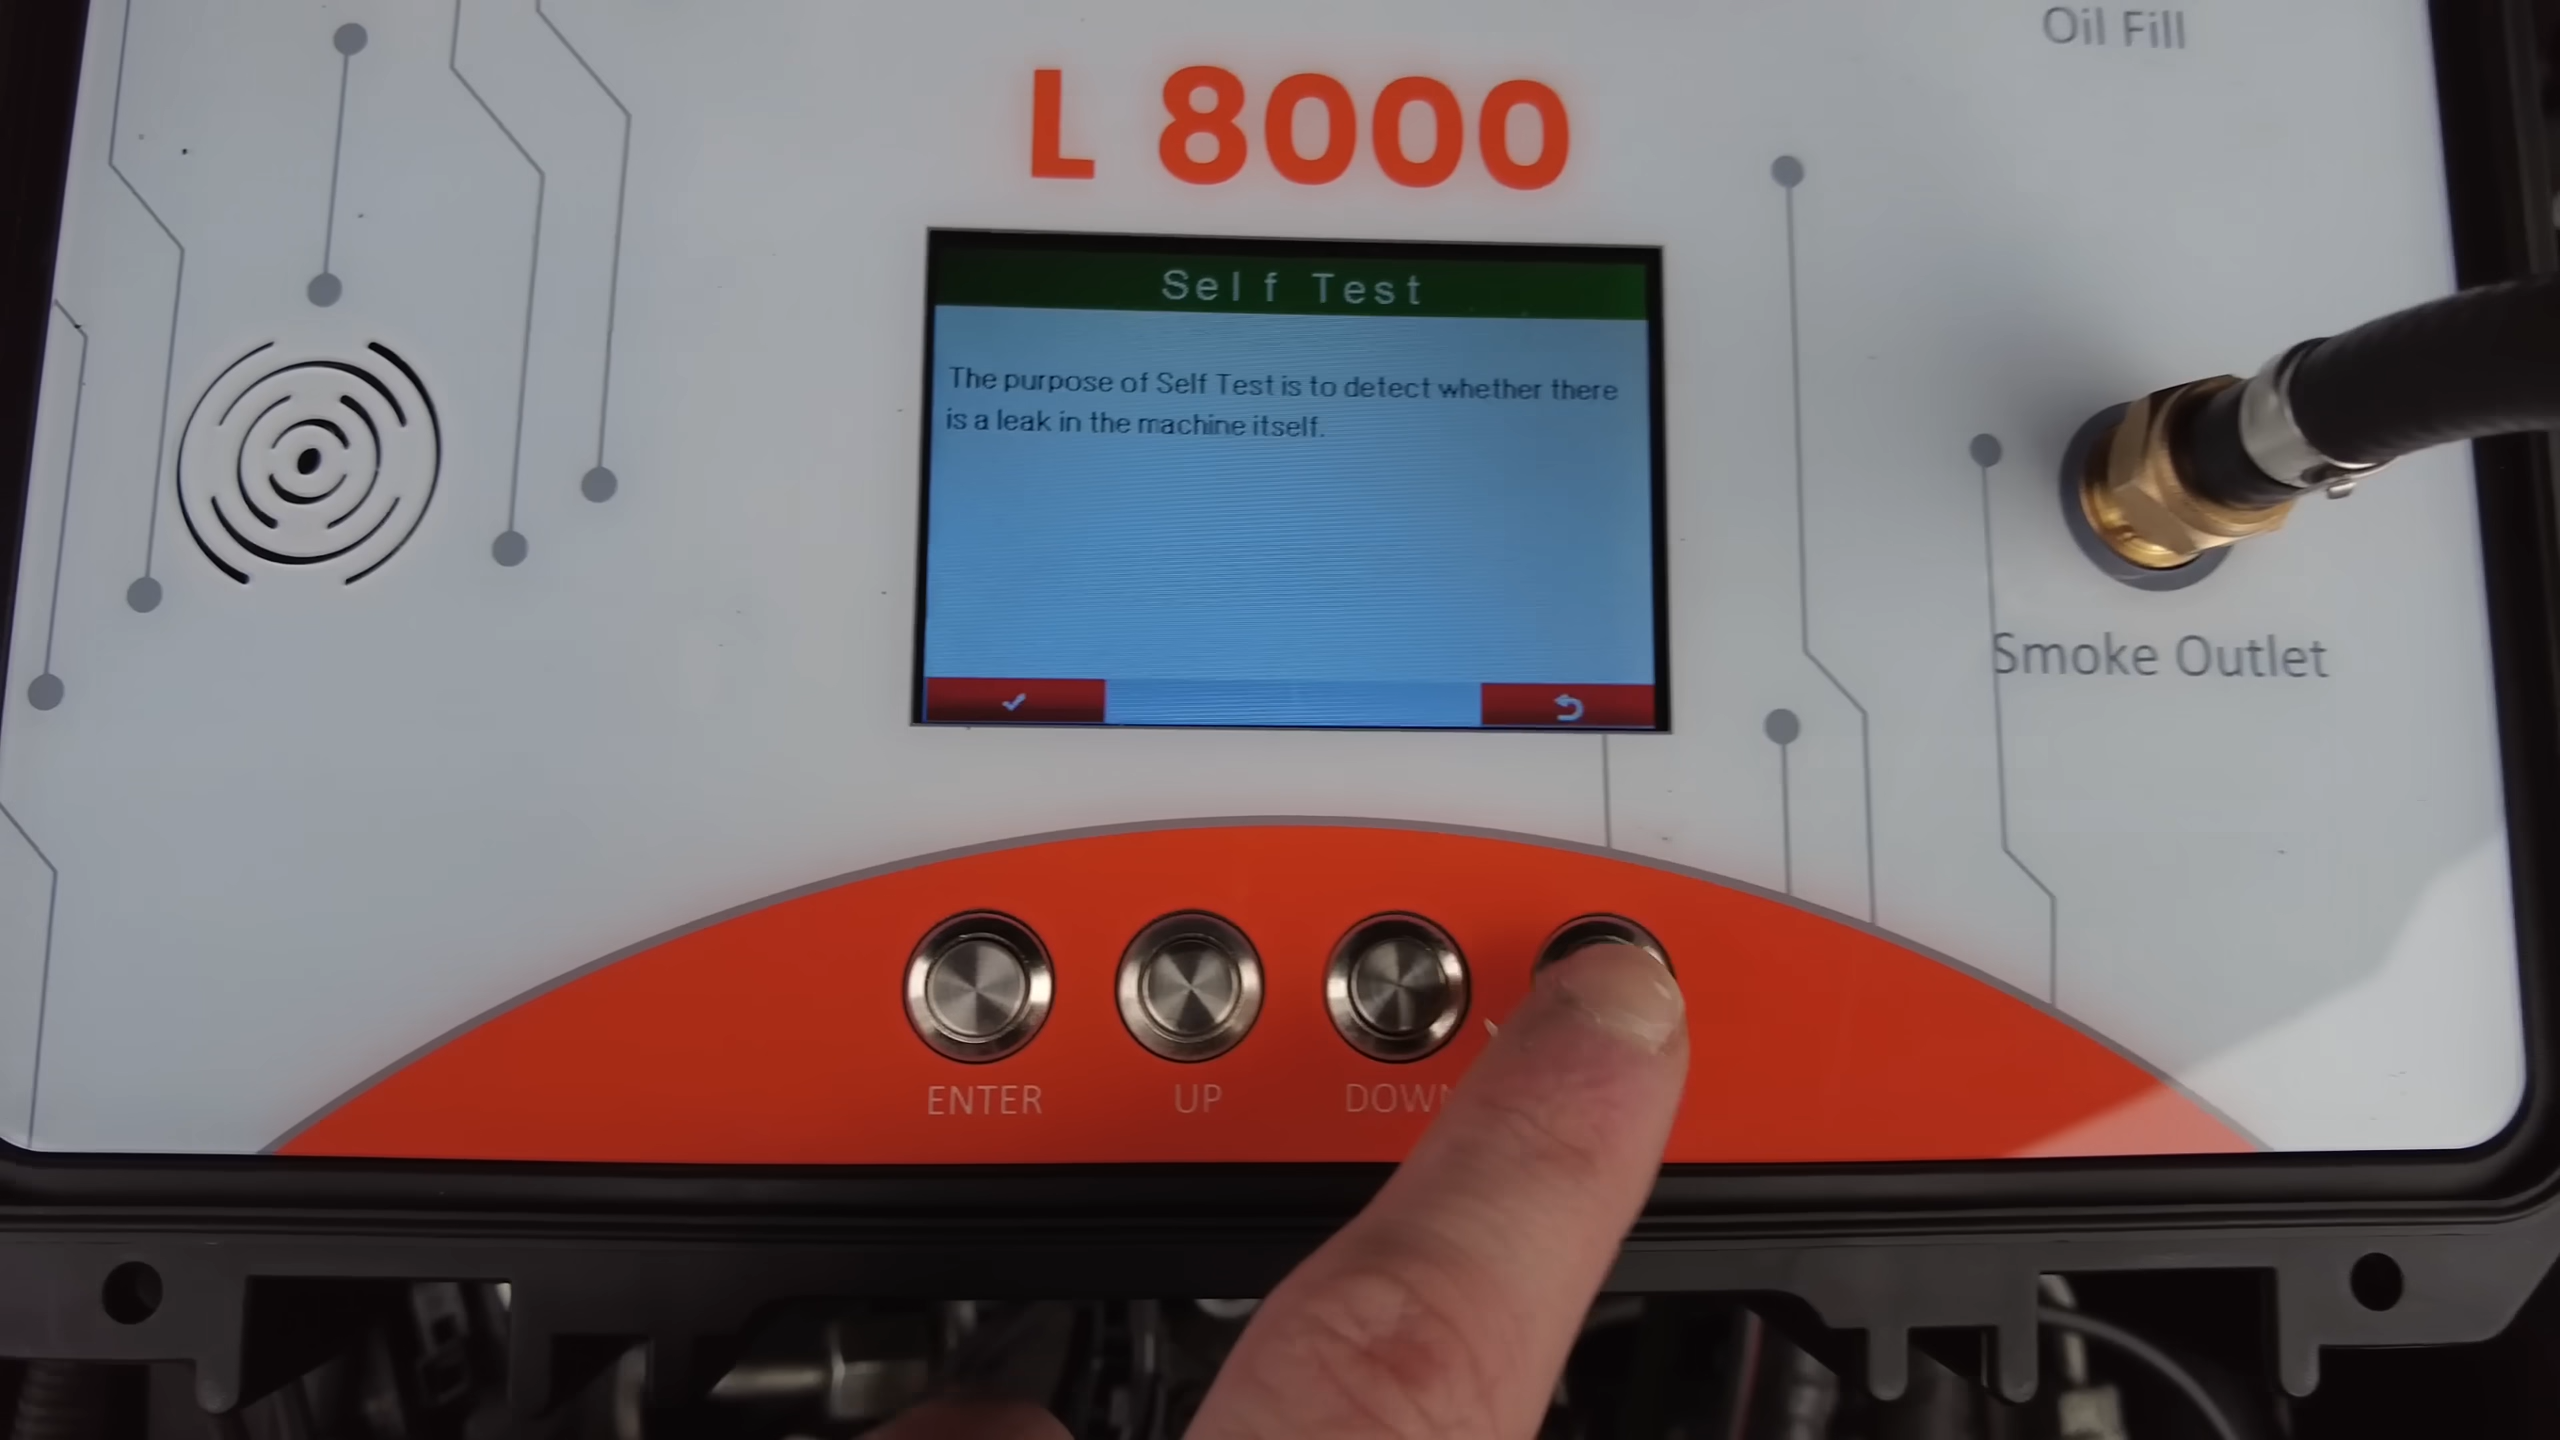 Oil Fill
L 8000
Self Test
The purpose of Self Test is to detect whether there
is a leak in the machine itself.
Smoke Outlet
ENTER
UP
DOWN